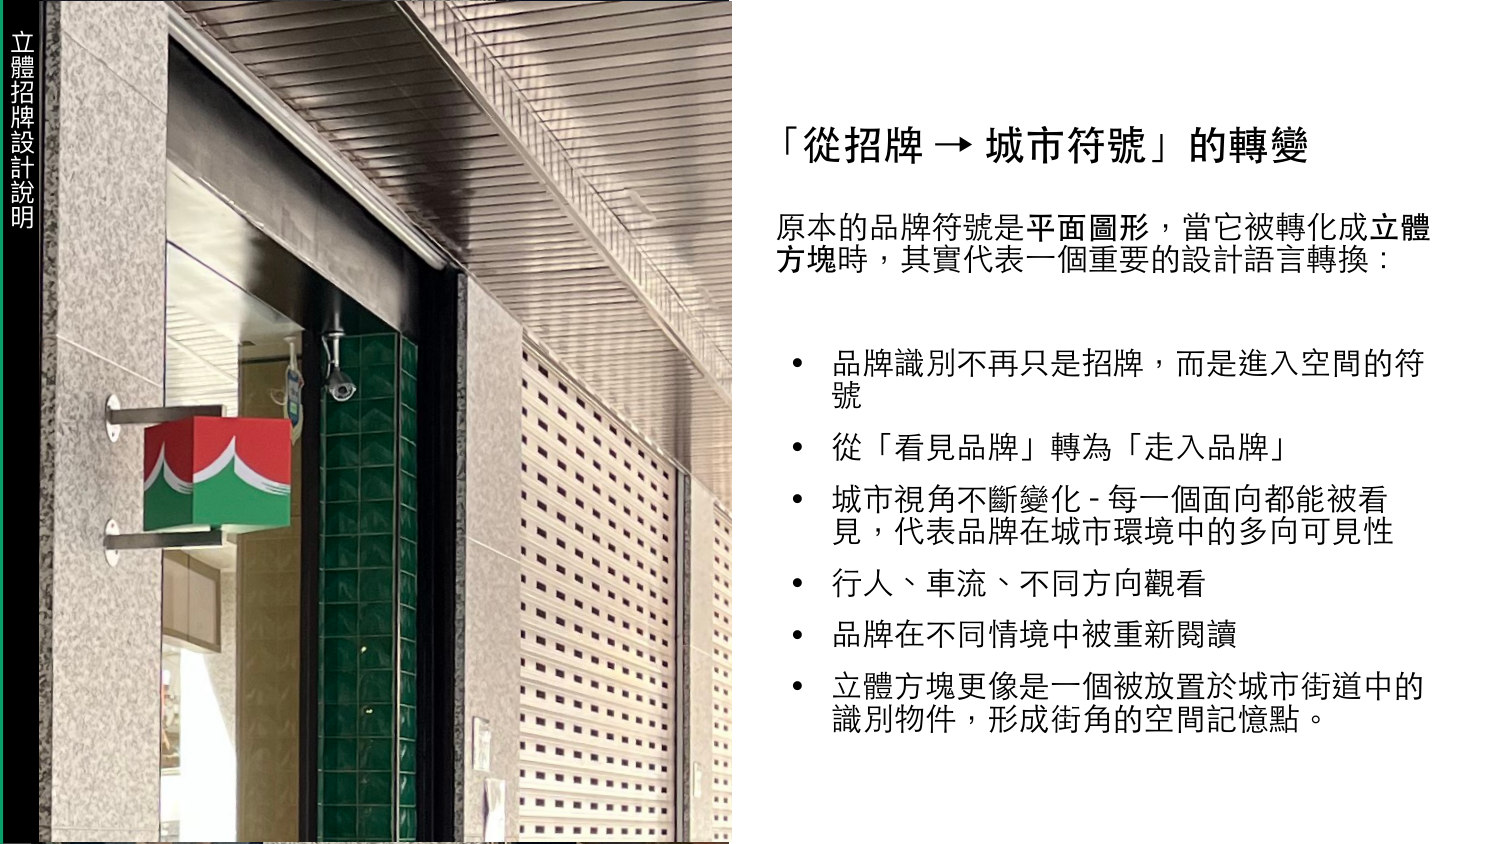 立體招牌設計說明
「從招牌 → 城市符號」的轉變
原本的品牌符號是平面圖形，當它被轉化成立體
方塊時，其實代表一個重要的設計語言轉換：
• 品牌識別不再只是招牌，而是進入空間的符
號
• 從「看見品牌」轉為「走入品牌」
• 城市視角不斷變化 - 每一個面向都能被看
見，代表品牌在城市環境中的多向可見性
• 行人、車流、不同方向觀看
• 品牌在不同情境中被重新閱讀
• 立體方塊更像是一個被放置於城市街道中的
識別物件，形成街角的空間記憶點。